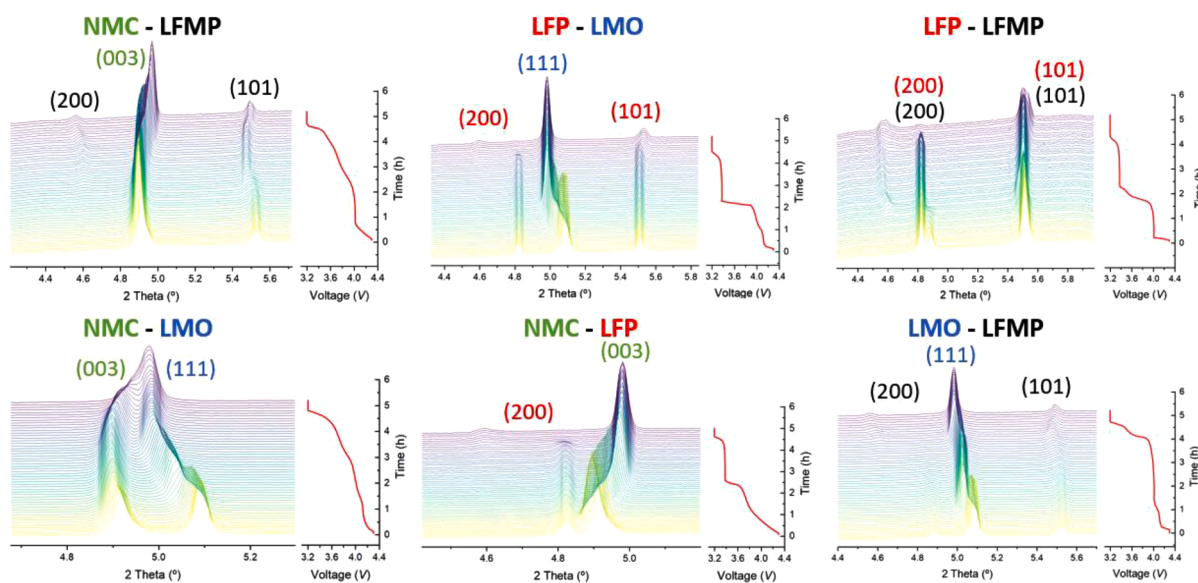 NMC - LFMP
(003)
(200)
(101)
6
5
4
3
2
1
0
Time (h)
4.4 4.6 4.8 5.0 5.2 5.4 5.6
2 Theta (º)
3.2 3.6 4.0 4.4
Voltage (V)
LFP - LMO
(111)
(200)
(101)
6
5
4
3
2
1
0
Time (h)
4.4 4.6 4.8 5.0 5.2 5.4 5.6 5.84
2 Theta (º)
3.2 3.6 4.0 4.4
Voltage (V)
LFP - LFMP
(200)
(200)
(101)
(101)
6
5
4
3
2
1
0
Time (h)
4.4 4.6 4.8 5.0 5.2 5.4 5.6 5.8
2 Theta (º)
3.2 3.6 4.0 4.4
Voltage (V)
NMC - LMO
(003)
(111)
6
5
4
3
2
1
0
Time (h)
4.8 5.0 5.2
2 Theta (º)
3.2 3.6 4.0 4.4
Voltage (V)
NMC - LFP
(003)
(200)
6
5
4
3
2
1
0
Time (h)
4.6 4.8 5.0
2 Theta (º)
3.2 3.6 4.0 4.4
Voltage (V)
LMO - LFMP
(111)
(200)
(101)
6
5
4
3
2
1
0
Time (h)
4.4 4.6 4.8 5.0 5.2 5.4 5.6
2 Theta (º)
3.2 3.6 4.0 4.4
Voltage (V)